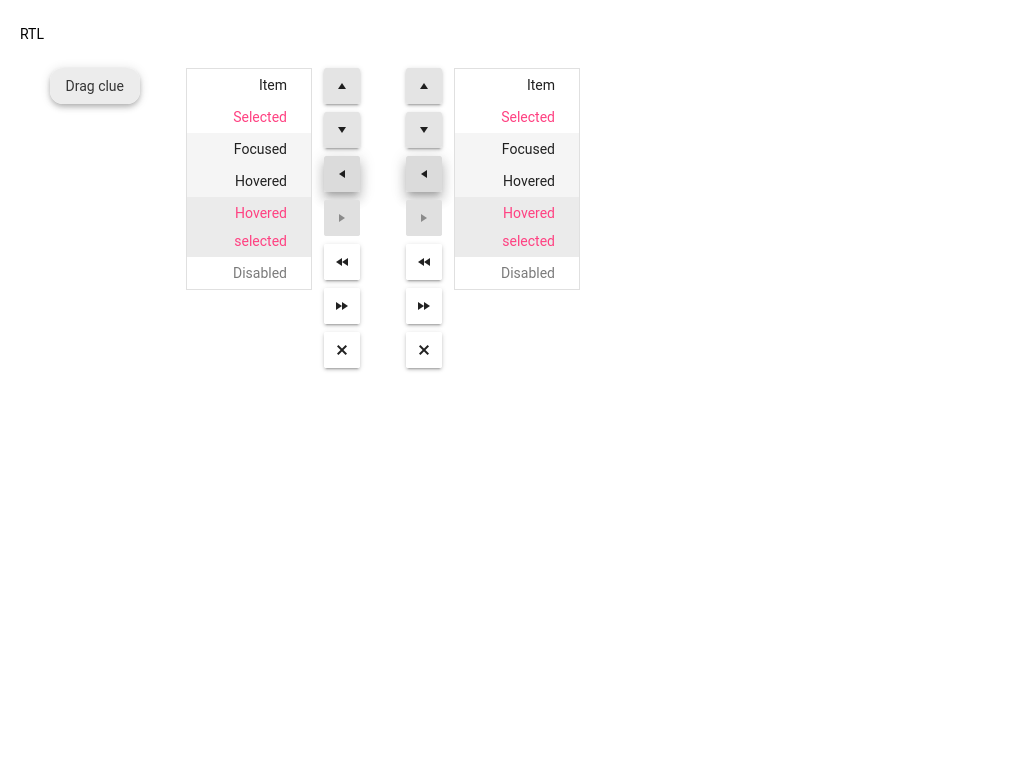 RTL
Drag clue
Item
Selected
Focused
Hovered
Hovered
selected
Disabled
Item
Selected
Focused
Hovered
Hovered
selected
Disabled